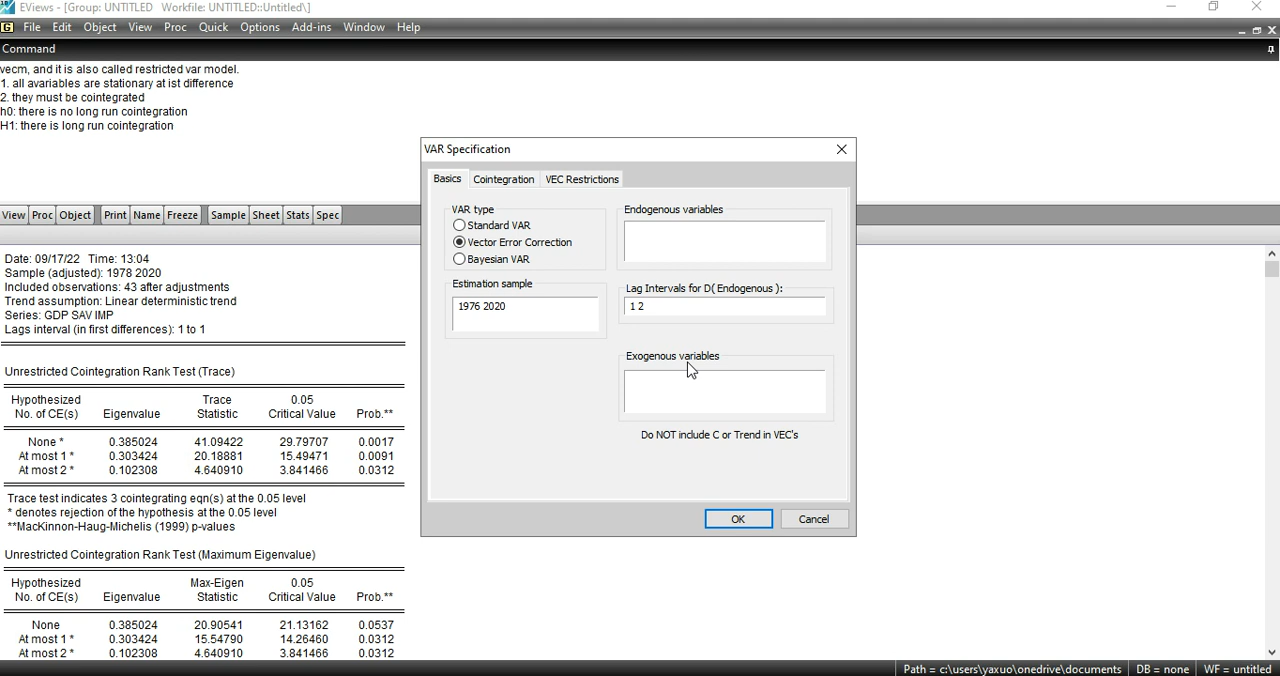 EViews - [Group: UNTITLED   Workfile: UNTITLED::Untitled\]
File Edit Object View Proc Quick Options Add-ins Window Help
Command
vecm, and it is also called restricted var model.
1. all avariables are stationary at ist difference
2. they must be cointegrated
h0: there is no long run cointegration
H1: there is long run cointegration
View Proc Object Print Name Freeze Sample Sheet Stats Spec
Date: 09/17/22 Time: 13:04
Sample (adjusted): 1978 2020
Included observations: 43 after adjustments
Trend assumption: Linear deterministic trend
Series: GDP SAV IMP
Lags interval (in first differences): 1 to 1
Unrestricted Cointegration Rank Test (Trace)
Hypothesized Trace 0.05
No. of CE(s) Eigenvalue Statistic Critical Value Prob.**
None * 0.385024 41.09422 29.79707 0.0017
At most 1 * 0.303424 20.18881 15.49471 0.0091
At most 2 * 0.102308 4.640910 3.841466 0.0312
Trace test indicates 3 cointegrating eqn(s) at the 0.05 level
* denotes rejection of the hypothesis at the 0.05 level
**MacKinnon-Haug-Michelis (1999) p-values
Unrestricted Cointegration Rank Test (Maximum Eigenvalue)
Hypothesized Max-Eigen 0.05
No. of CE(s) Eigenvalue Statistic Critical Value Prob.**
None 0.385024 20.90541 21.13162 0.0537
At most 1 * 0.303424 15.54790 14.26460 0.0312
At most 2 * 0.102308 4.640910 3.841466 0.0312
VAR Specification
Basics Cointegration VEC Restrictions
VAR type
Standard VAR
Vector Error Correction
Bayesian VAR
Estimation sample
1976 2020
Endogenous variables
Lag Intervals for D( Endogenous ):
1 2
Exogenous variables
Do NOT include C or Trend in VEC's
OK Cancel
Path = c:\users\yaxuo\onedrive\documents DB = none WF = untitled